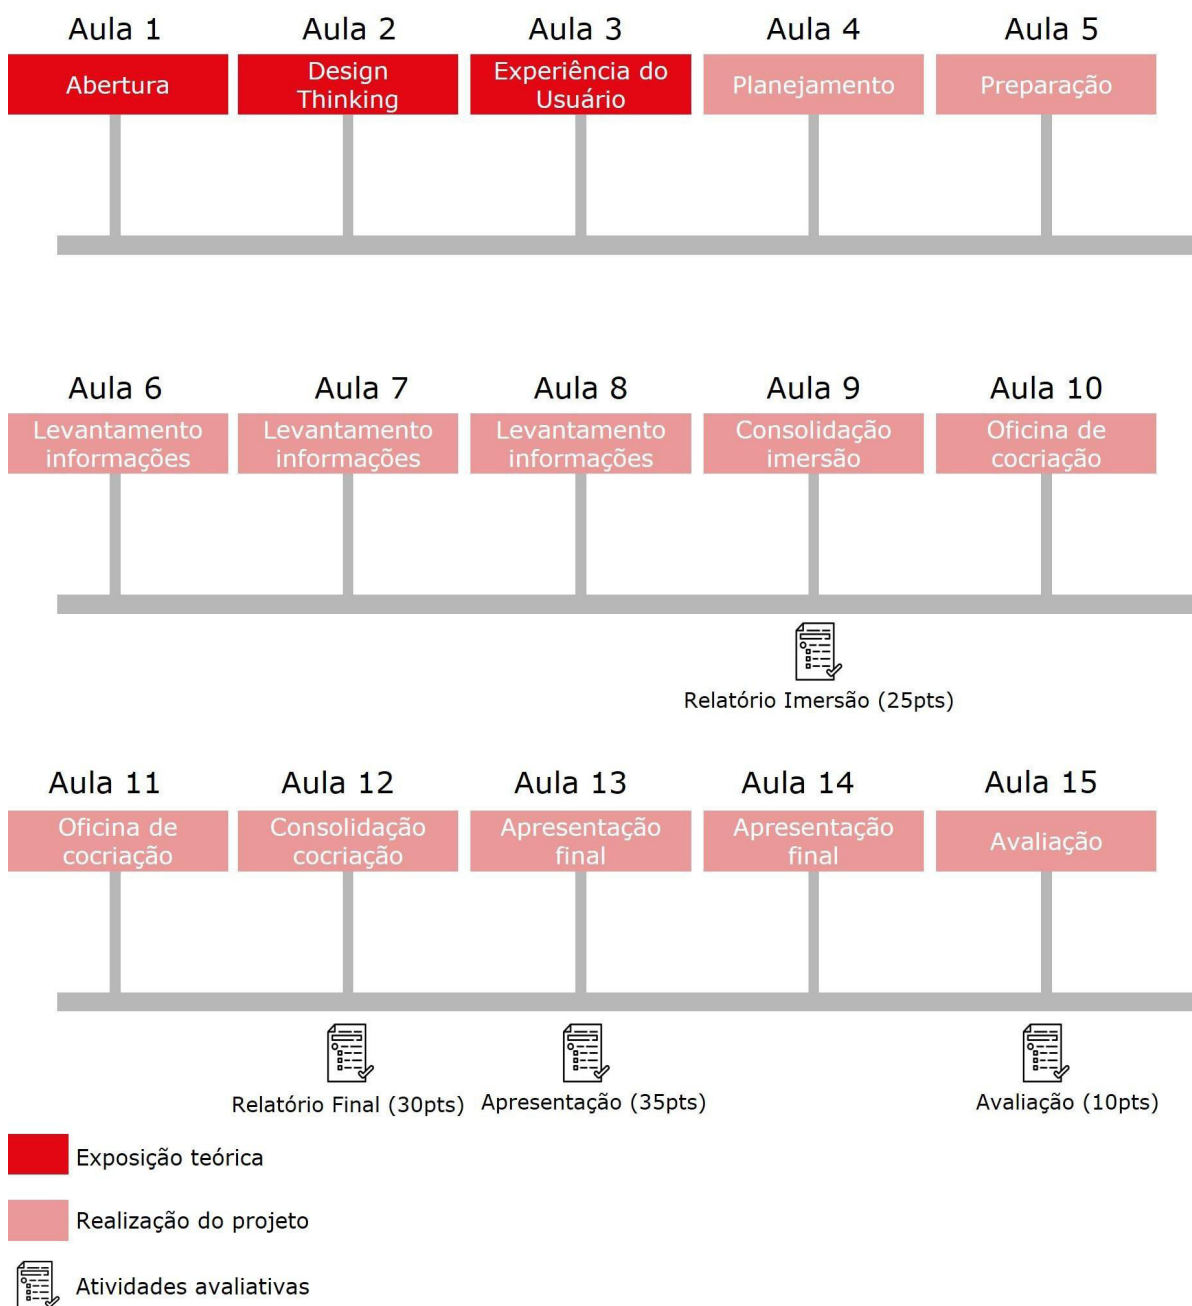 Aula 1
Aula 2
Aula 3
Aula 4
Aula 5
Abertura
Design
Thinking
Experiência do
Usuário
Planejamento
Preparação
Aula 6
Aula 7
Aula 8
Aula 9
Aula 10
Levantamento
informações
Levantamento
informações
Levantamento
informações
Consolidação
imersão
Oficina de
cocriação
Relatório Imersão (25pts)
Aula 11
Aula 12
Aula 13
Aula 14
Aula 15
Oficina de
cocriação
Consolidação
cocriação
Apresentação
final
Apresentação
final
Avaliação
Relatório Final (30pts)
Apresentação (35pts)
Avaliação (10pts)
Exposição teórica
Realização do projeto
Atividades avaliativas